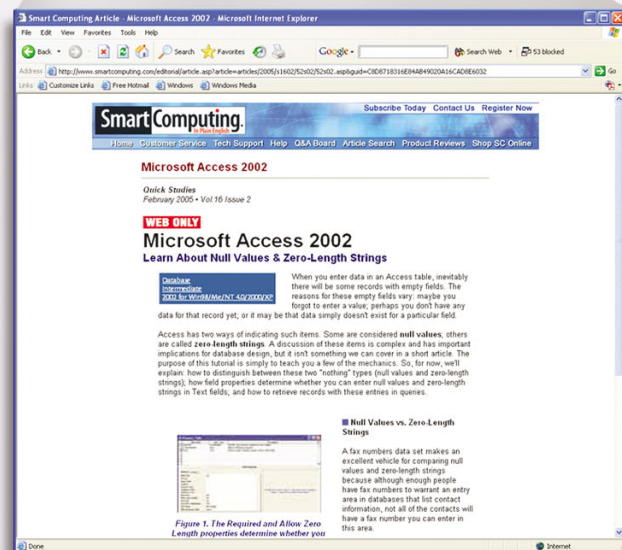 Smart Computing Article - Microsoft Access 2002 - Microsoft Internet Explorer
File Edit View Favorites Tools Help
Back Search Favorites Google Search Web 53 blocked
Address http://www.smartcomputing.com/editorial/article.asp?article=articles/2005/s1602/52s02/52s02.asp&guid=C8D8718316E84AB49020A16CAD8E6032 Go
Links Customize Links Free Hotmail Windows Windows Media
Smart Computing.
In Plain English
Subscribe Today Contact Us Register Now
Home Customer Service Tech Support Help Q&A Board Article Search Product Reviews Shop SC Online
Microsoft Access 2002
Quick Studies
February 2005 • Vol.16 Issue 2
WEB ONLY
Microsoft Access 2002
Learn About Null Values & Zero-Length Strings
Database
Intermediate
2002 for Win98/Me/NT 4.0/2000/XP
When you enter data in an Access table, inevitably
there will be some records with empty fields. The
reasons for these empty fields vary: maybe you
forgot to enter a value; perhaps you don't have any
data for that record yet; or it may be that data simply doesn't exist for a particular field.
Access has two ways of indicating such items. Some are considered null values; others
are called zero-length strings. A discussion of these items is complex and has important
implications for database design, but it isn't something we can cover in a short article. The
purpose of this tutorial is simply to teach you a few of the mechanics. So, for now, we'll
explain: how to distinguish between these two "nothing" types (null values and zero-length
strings); how field properties determine whether you can enter null values and zero-length
strings in Text fields; and how to retrieve records with these entries in queries.
Figure 1. The Required and Allow Zero
Length properties determine whether you
Null Values vs. Zero-Length
Strings
A fax numbers data set makes an
excellent vehicle for comparing null
values and zero-length strings
because although enough people
have fax numbers to warrant an entry
area in databases that list contact
information, not all of the contacts will
have a fax number you can enter in
this area.
Done Internet